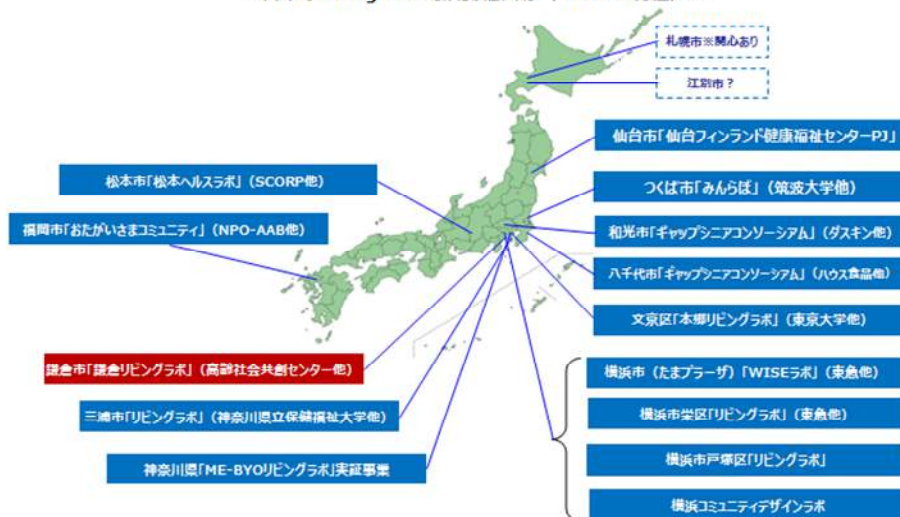 札幌市※関心あり
江別市？
仙台市「仙台フィンランド健康福祉センターPJ」
松本市「松本ヘルスラボ」（SCORP他）
つくば市「みんらぼ」（筑波大学他）
福岡市「おたがいさまコミュニティ」（NPO-AAB他）
和光市「ギャップシニアコンソーシアム」（ダスキン他）
八千代市「ギャップシニアコンソーシアム」（ハウス食品他）
文京区「本郷リビングラボ」（東京大学他）
鎌倉市「鎌倉リビングラボ」（高齢社会共創センター他）
横浜市（たまプラーザ）「WISEラボ」（東急他）
三浦市「リビングラボ」（神奈川県立保健福祉大学他）
横浜市栄区「リビングラボ」（東急他）
神奈川県「ME-BYOリビングラボ」実証事業
横浜市戸塚区「リビングラボ」
横浜コミュニティデザインラボ